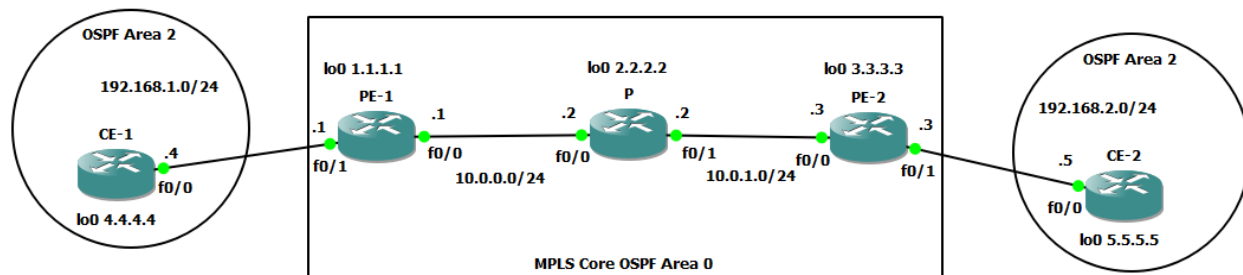 OSPF Area 2
192.168.1.0/24
CE-1
.4
f0/0
lo0 4.4.4.4
lo0 1.1.1.1
PE-1
.1
f0/1
.1
f0/0
10.0.0.0/24
lo0 2.2.2.2
P
.2
f0/0
.2
f0/1
10.0.1.0/24
lo0 3.3.3.3
PE-2
.3
f0/0
.3
f0/1
MPLS Core OSPF Area 0
OSPF Area 2
192.168.2.0/24
CE-2
.5
f0/0
lo0 5.5.5.5